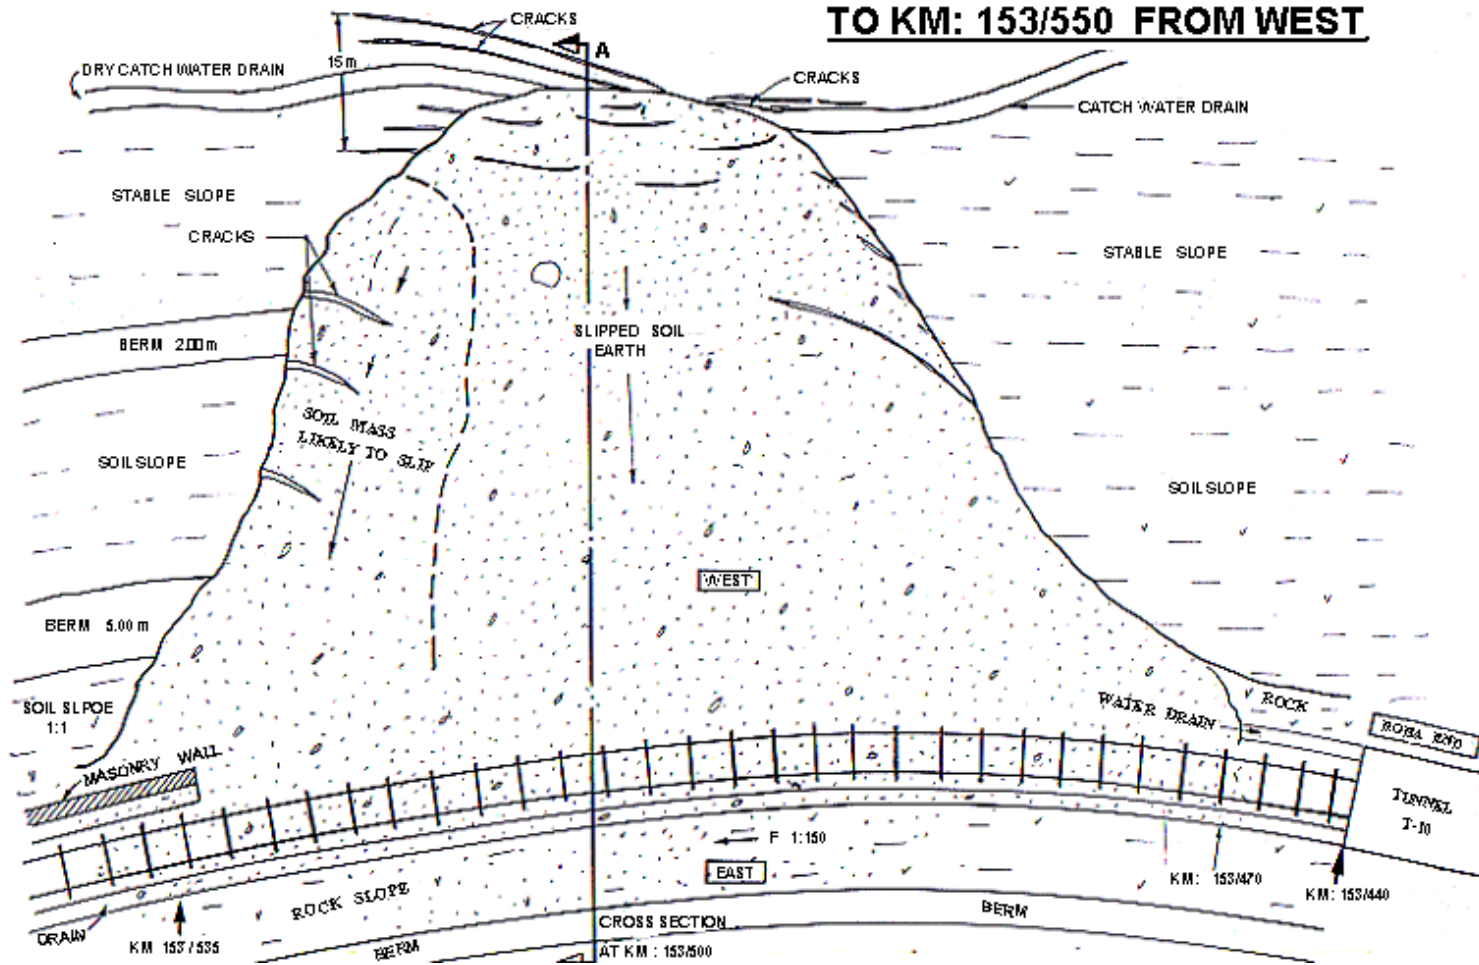 TO KM: 153/550 FROM WEST
CRACKS
A
15m
DRY CATCH WATER DRAIN
CRACKS
CATCH WATER DRAIN
STABLE SLOPE
CRACKS
STABLE SLOPE
BERM 2.00 m
SLIPPED SOIL
EARTH
SOIL MASS
LIKELY TO SLIP
SOIL SLOPE
SOIL SLOPE
WEST
BERM 5.00 m
SOIL SLPOE
1:1
MASONRY WALL
WATER DRAIN
ROCK
TUNNEL
T-10
F 1:150
EAST
KM: 153/470
KM: 153/440
ROCK SLOPE
DRAIN
KM 153/535
BERM
BERM
CROSS SECTION
AT KM : 153/500